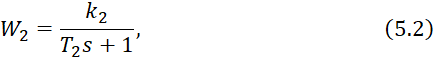 W₂ = k₂ / (T₂s + 1), (5.2)